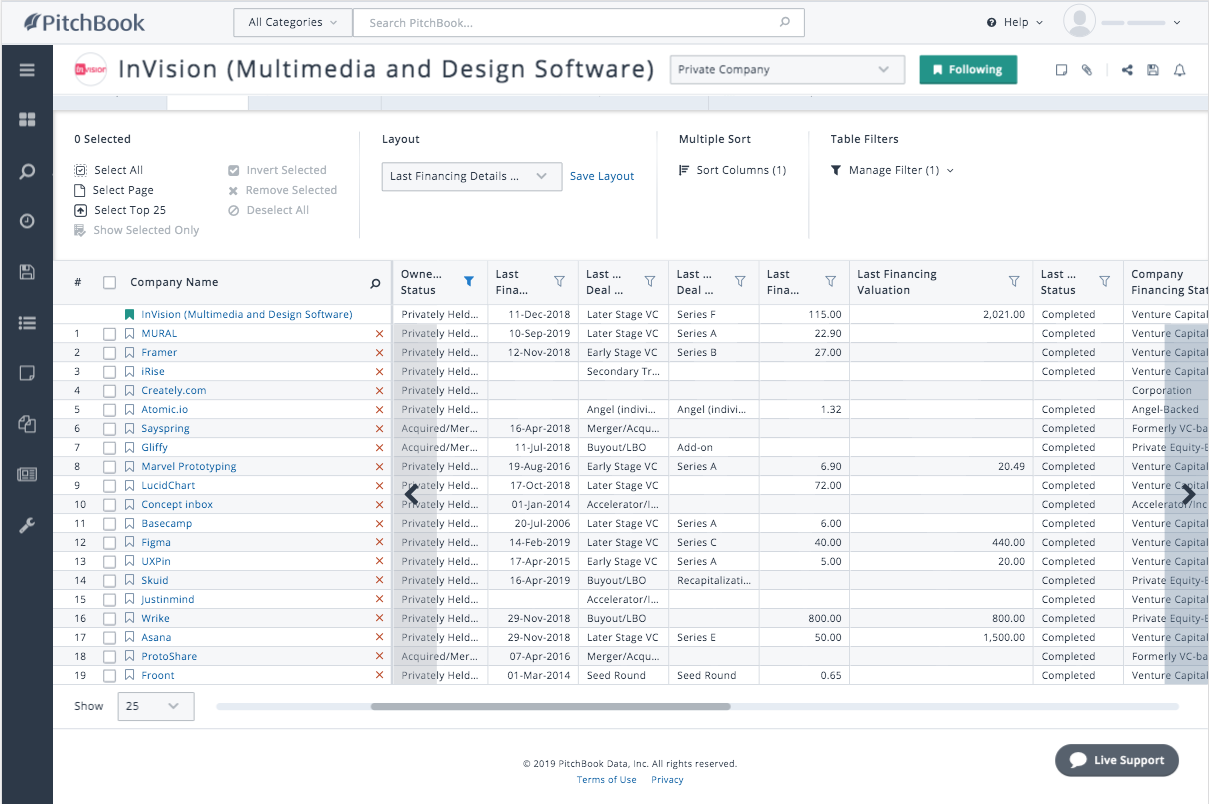 PitchBook All Categories Search PitchBook... Help
InVision InVision (Multimedia and Design Software) Private Company Following
0 Selected Layout Multiple Sort Table Filters
Select All Invert Selected Last Financing Details ... Save Layout Sort Columns (1) Manage Filter (1)
Select Page Remove Selected
Select Top 25 Deselect All
Show Selected Only
# Company Name Owne... Status Last Fina... Last ... Deal ... Last ... Deal ... Last Fina... Last Financing Valuation Last ... Status Company Financing Stat
InVision (Multimedia and Design Software) Privately Held... 11-Dec-2018 Later Stage VC Series F 115.00 2,021.00 Completed Venture Capital
1 MURAL Privately Held... 10-Sep-2019 Later Stage VC Series A 22.90 Completed Venture Capital
2 Framer Privately Held... 12-Nov-2018 Early Stage VC Series B 27.00 Completed Venture Capital
3 iRise Privately Held... Secondary Tr... Completed Venture Capital
4 Creately.com Privately Held... Corporation
5 Atomic.io Privately Held... Angel (indivi... Angel (indivi... 1.32 Completed Angel-Backed
6 Sayspring Acquired/Mer... 16-Apr-2018 Merger/Acqu... Completed Formerly VC-ba
7 Gliffy Privately Held... 11-Jul-2018 Buyout/LBO Add-on Completed Private Equity-B
8 Marvel Prototyping Privately Held... 19-Aug-2016 Early Stage VC Series A 6.90 20.49 Completed Venture Capital
9 LucidChart Privately Held... 17-Oct-2018 Later Stage VC 72.00 Completed Venture Capital
10 Concept inbox Privately Held... 01-Jan-2014 Accelerator/I... Completed Accelerator/Inc
11 Basecamp Privately Held... 20-Jul-2006 Later Stage VC Series A 6.00 Completed Venture Capital
12 Figma Privately Held... 14-Feb-2019 Later Stage VC Series C 40.00 440.00 Completed Venture Capital
13 UXPin Privately Held... 17-Apr-2015 Early Stage VC Series A 5.00 20.00 Completed Venture Capital
14 Skuid Privately Held... 16-Apr-2019 Buyout/LBO Recapitalizati... Completed Private Equity-B
15 Justinmind Privately Held... Accelerator/I... Completed Venture Capital
16 Wrike Privately Held... 29-Nov-2018 Buyout/LBO 800.00 800.00 Completed Private Equity-B
17 Asana Privately Held... 29-Nov-2018 Later Stage VC Series E 50.00 1,500.00 Completed Venture Capital
18 ProtoShare Acquired/Mer... 07-Apr-2016 Merger/Acqu... Completed Formerly VC-ba
19 Froont Privately Held... 01-Mar-2014 Seed Round Seed Round 0.65 Completed Venture Capital
Show 25
© 2019 PitchBook Data, Inc. All rights reserved.
Terms of Use Privacy
Live Support